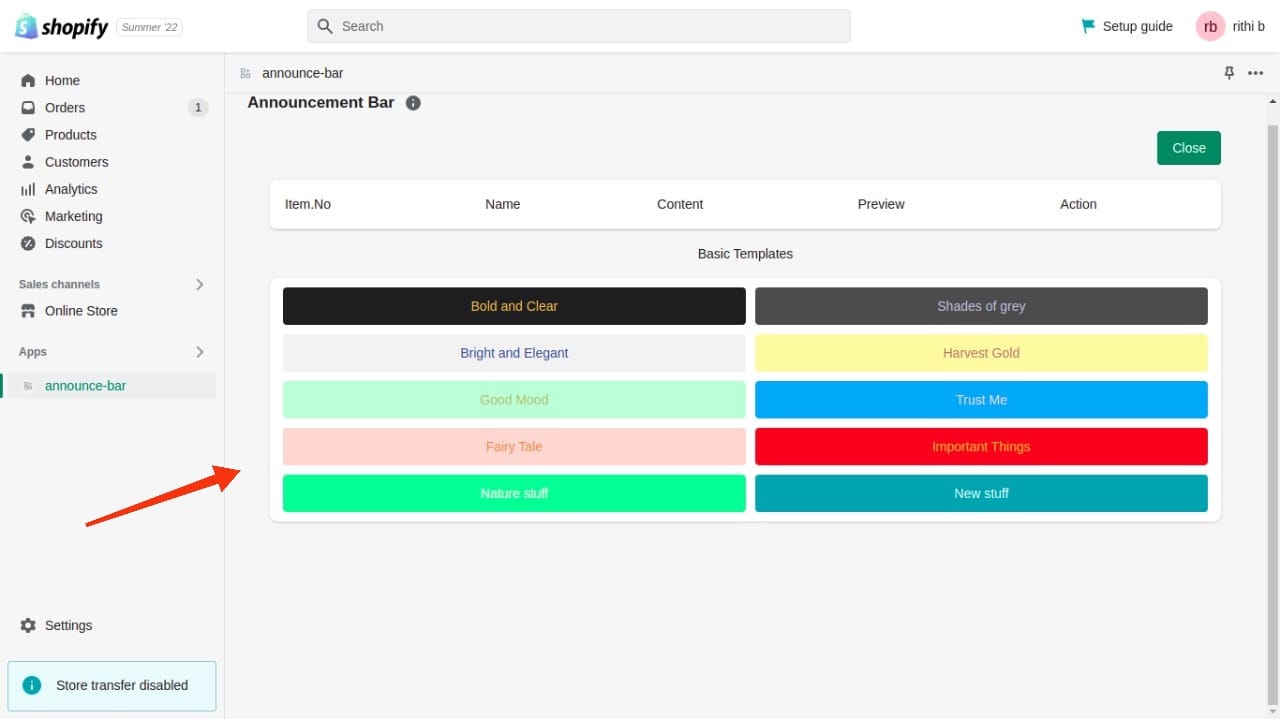 shopify Summer '22 Search Setup guide rb rithi b
Home
Orders 1
Products
Customers
Analytics
Marketing
Discounts
Sales channels
Online Store
Apps
announce-bar
Settings
Store transfer disabled
announce-bar
Announcement Bar
Close
Item.No Name Content Preview Action
Basic Templates
Bold and Clear Shades of grey
Bright and Elegant Harvest Gold
Good Mood Trust Me
Fairy Tale Important Things
Nature stuff New stuff